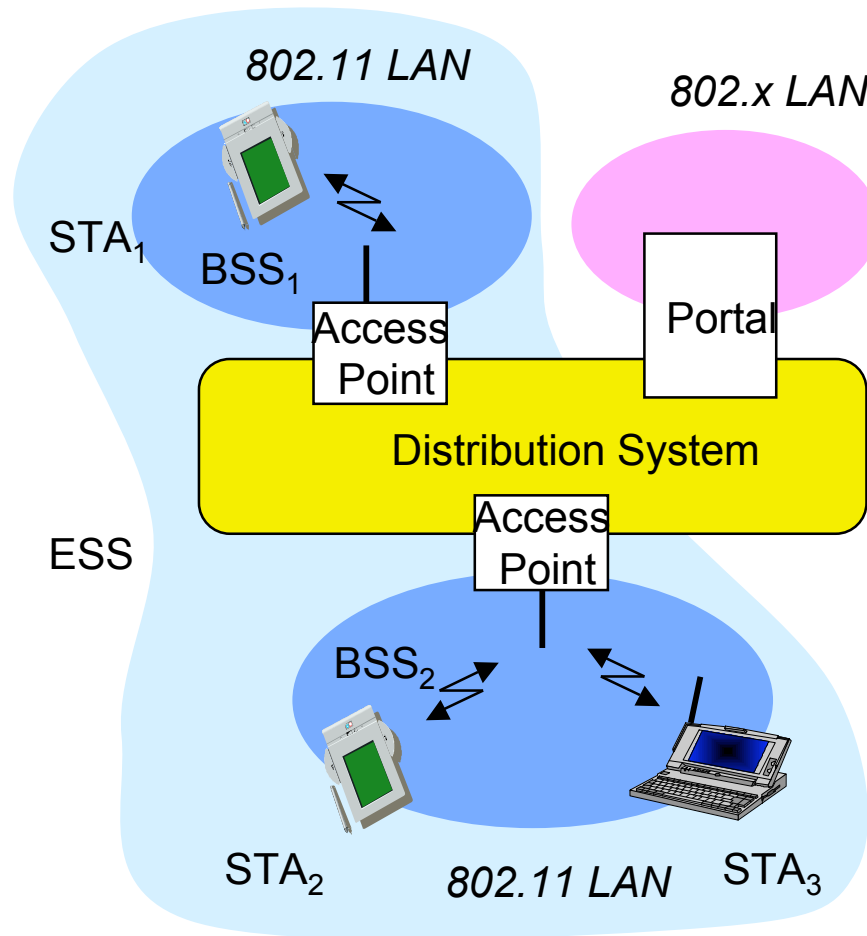 802.11 LAN
802.x LAN
STA₁
BSS₁
Access
Point
Portal
Distribution System
Access
Point
ESS
BSS₂
STA₂
802.11 LAN
STA₃